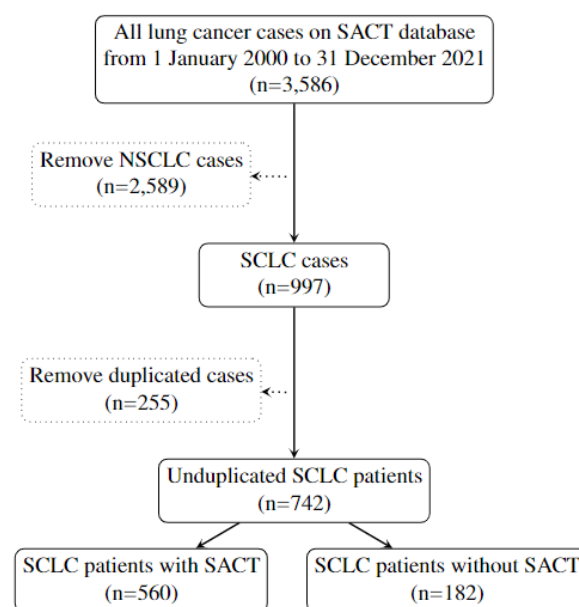 All lung cancer cases on SACT database
from 1 January 2000 to 31 December 2021
(n=3,586)
Remove NSCLC cases
(n=2,589)
SCLC cases
(n=997)
Remove duplicated cases
(n=255)
Unduplicated SCLC patients
(n=742)
SCLC patients with SACT
(n=560)
SCLC patients without SACT
(n=182)